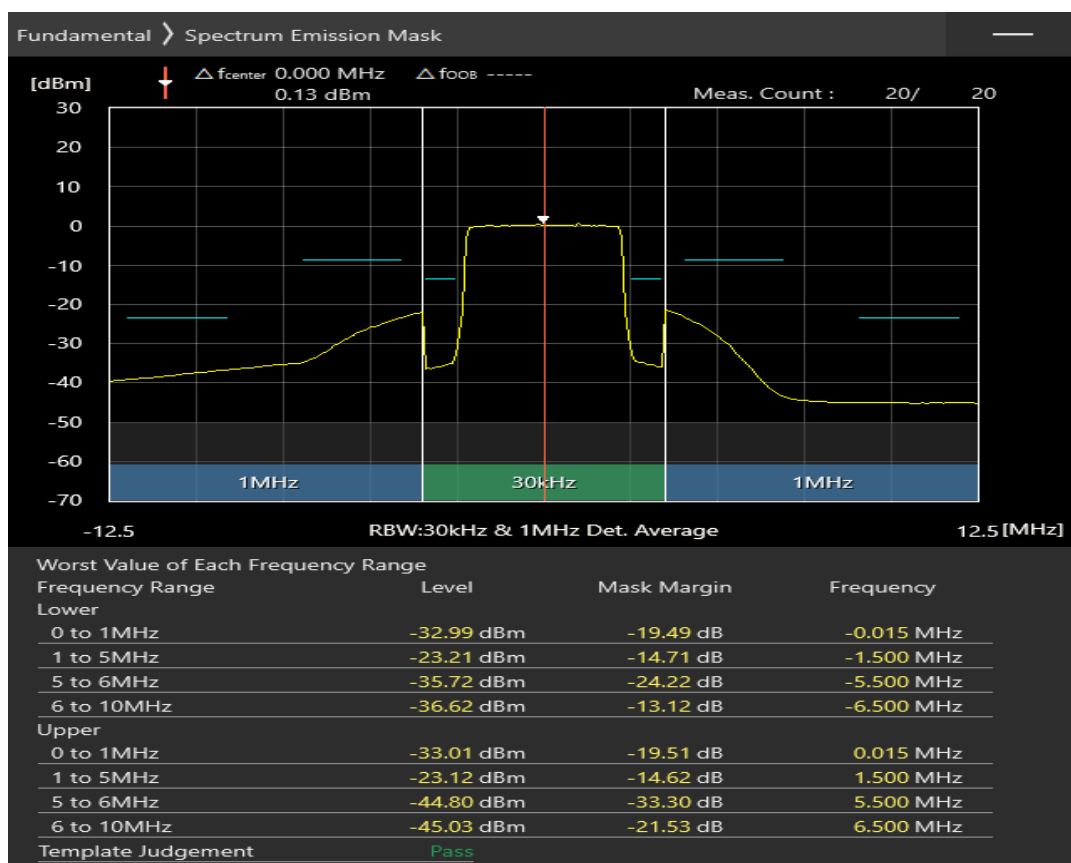 Fundamental ❯ Spectrum Emission Mask
△ fcenter 0.000 MHz △ fOOB -----
[dBm] 0.13 dBm Meas. Count : 20/ 20
30
20
10
0
-10
-20
-30
-40
-50
-60
1MHz 30kHz 1MHz
-70
-12.5 RBW:30kHz & 1MHz Det. Average 12.5 [MHz]
Worst Value of Each Frequency Range
Frequency Range Level Mask Margin Frequency
Lower
0 to 1MHz -32.99 dBm -19.49 dB -0.015 MHz
1 to 5MHz -23.21 dBm -14.71 dB -1.500 MHz
5 to 6MHz -35.72 dBm -24.22 dB -5.500 MHz
6 to 10MHz -36.62 dBm -13.12 dB -6.500 MHz
Upper
0 to 1MHz -33.01 dBm -19.51 dB 0.015 MHz
1 to 5MHz -23.12 dBm -14.62 dB 1.500 MHz
5 to 6MHz -44.80 dBm -33.30 dB 5.500 MHz
6 to 10MHz -45.03 dBm -21.53 dB 6.500 MHz
Template Judgement Pass